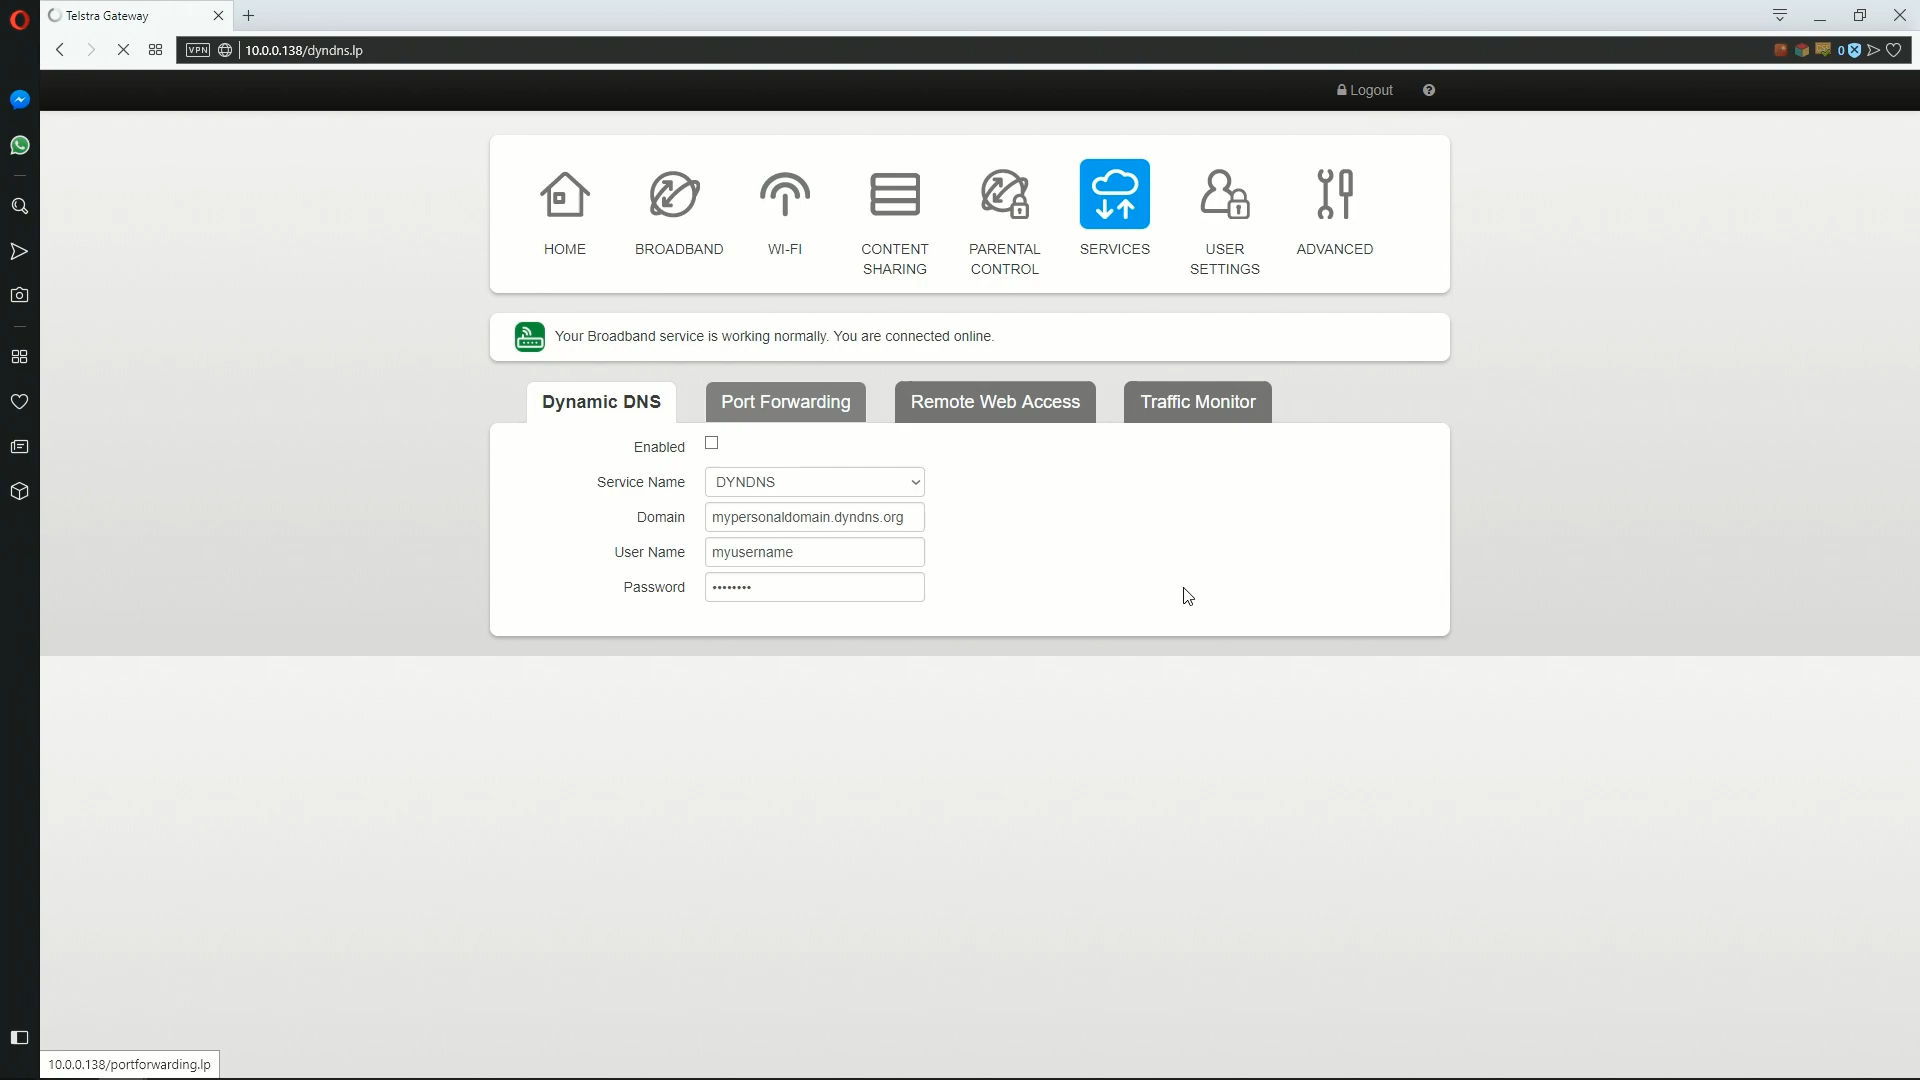 Telstra Gateway
VPN
10.0.0.138/dyndns.lp
0
Logout
HOME
BROADBAND
WI-FI
CONTENT SHARING
PARENTAL CONTROL
SERVICES
USER SETTINGS
ADVANCED
Your Broadband service is working normally. You are connected online.
Dynamic DNS
Port Forwarding
Remote Web Access
Traffic Monitor
Enabled
Service Name DYNDNS
Domain mypersonaldomain.dyndns.org
User Name myusername
Password ••••••••
10.0.0.138/portforwarding.lp